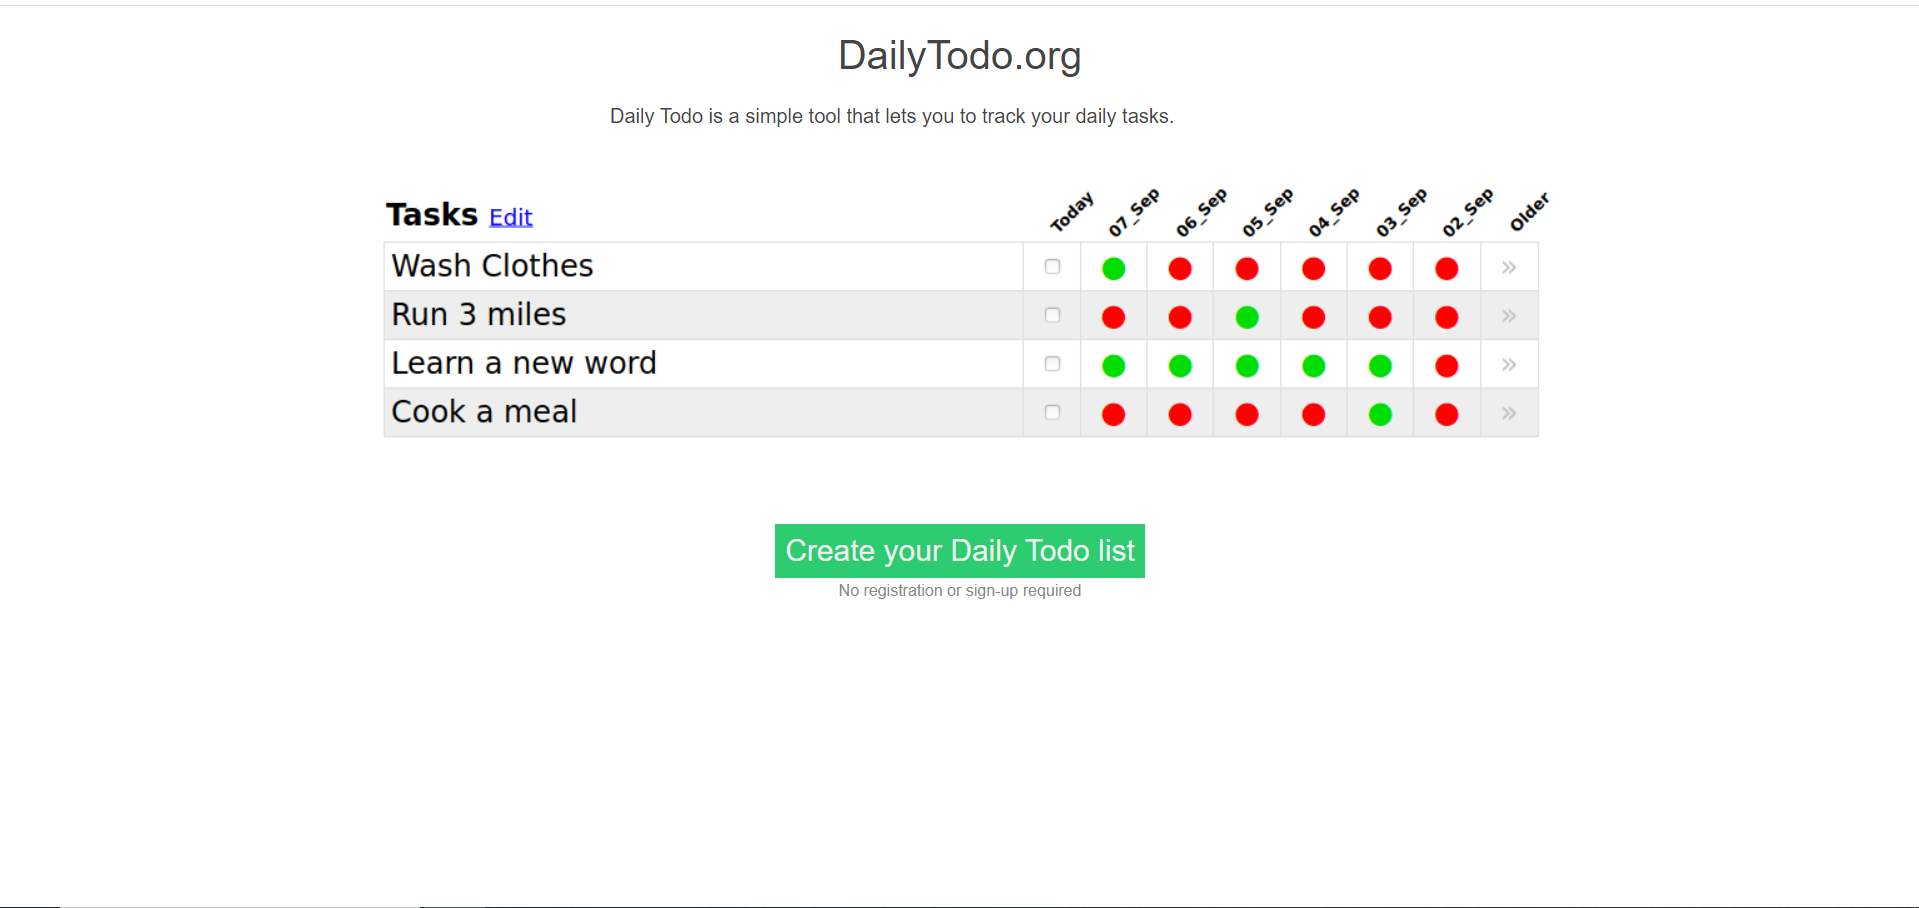 DailyTodo.org
Daily Todo is a simple tool that lets you to track your daily tasks.
Tasks Edit Today 07_Sep 06_Sep 05_Sep 04_Sep 03_Sep 02_Sep Older
Wash Clothes »
Run 3 miles »
Learn a new word »
Cook a meal »
Create your Daily Todo list
No registration or sign-up required